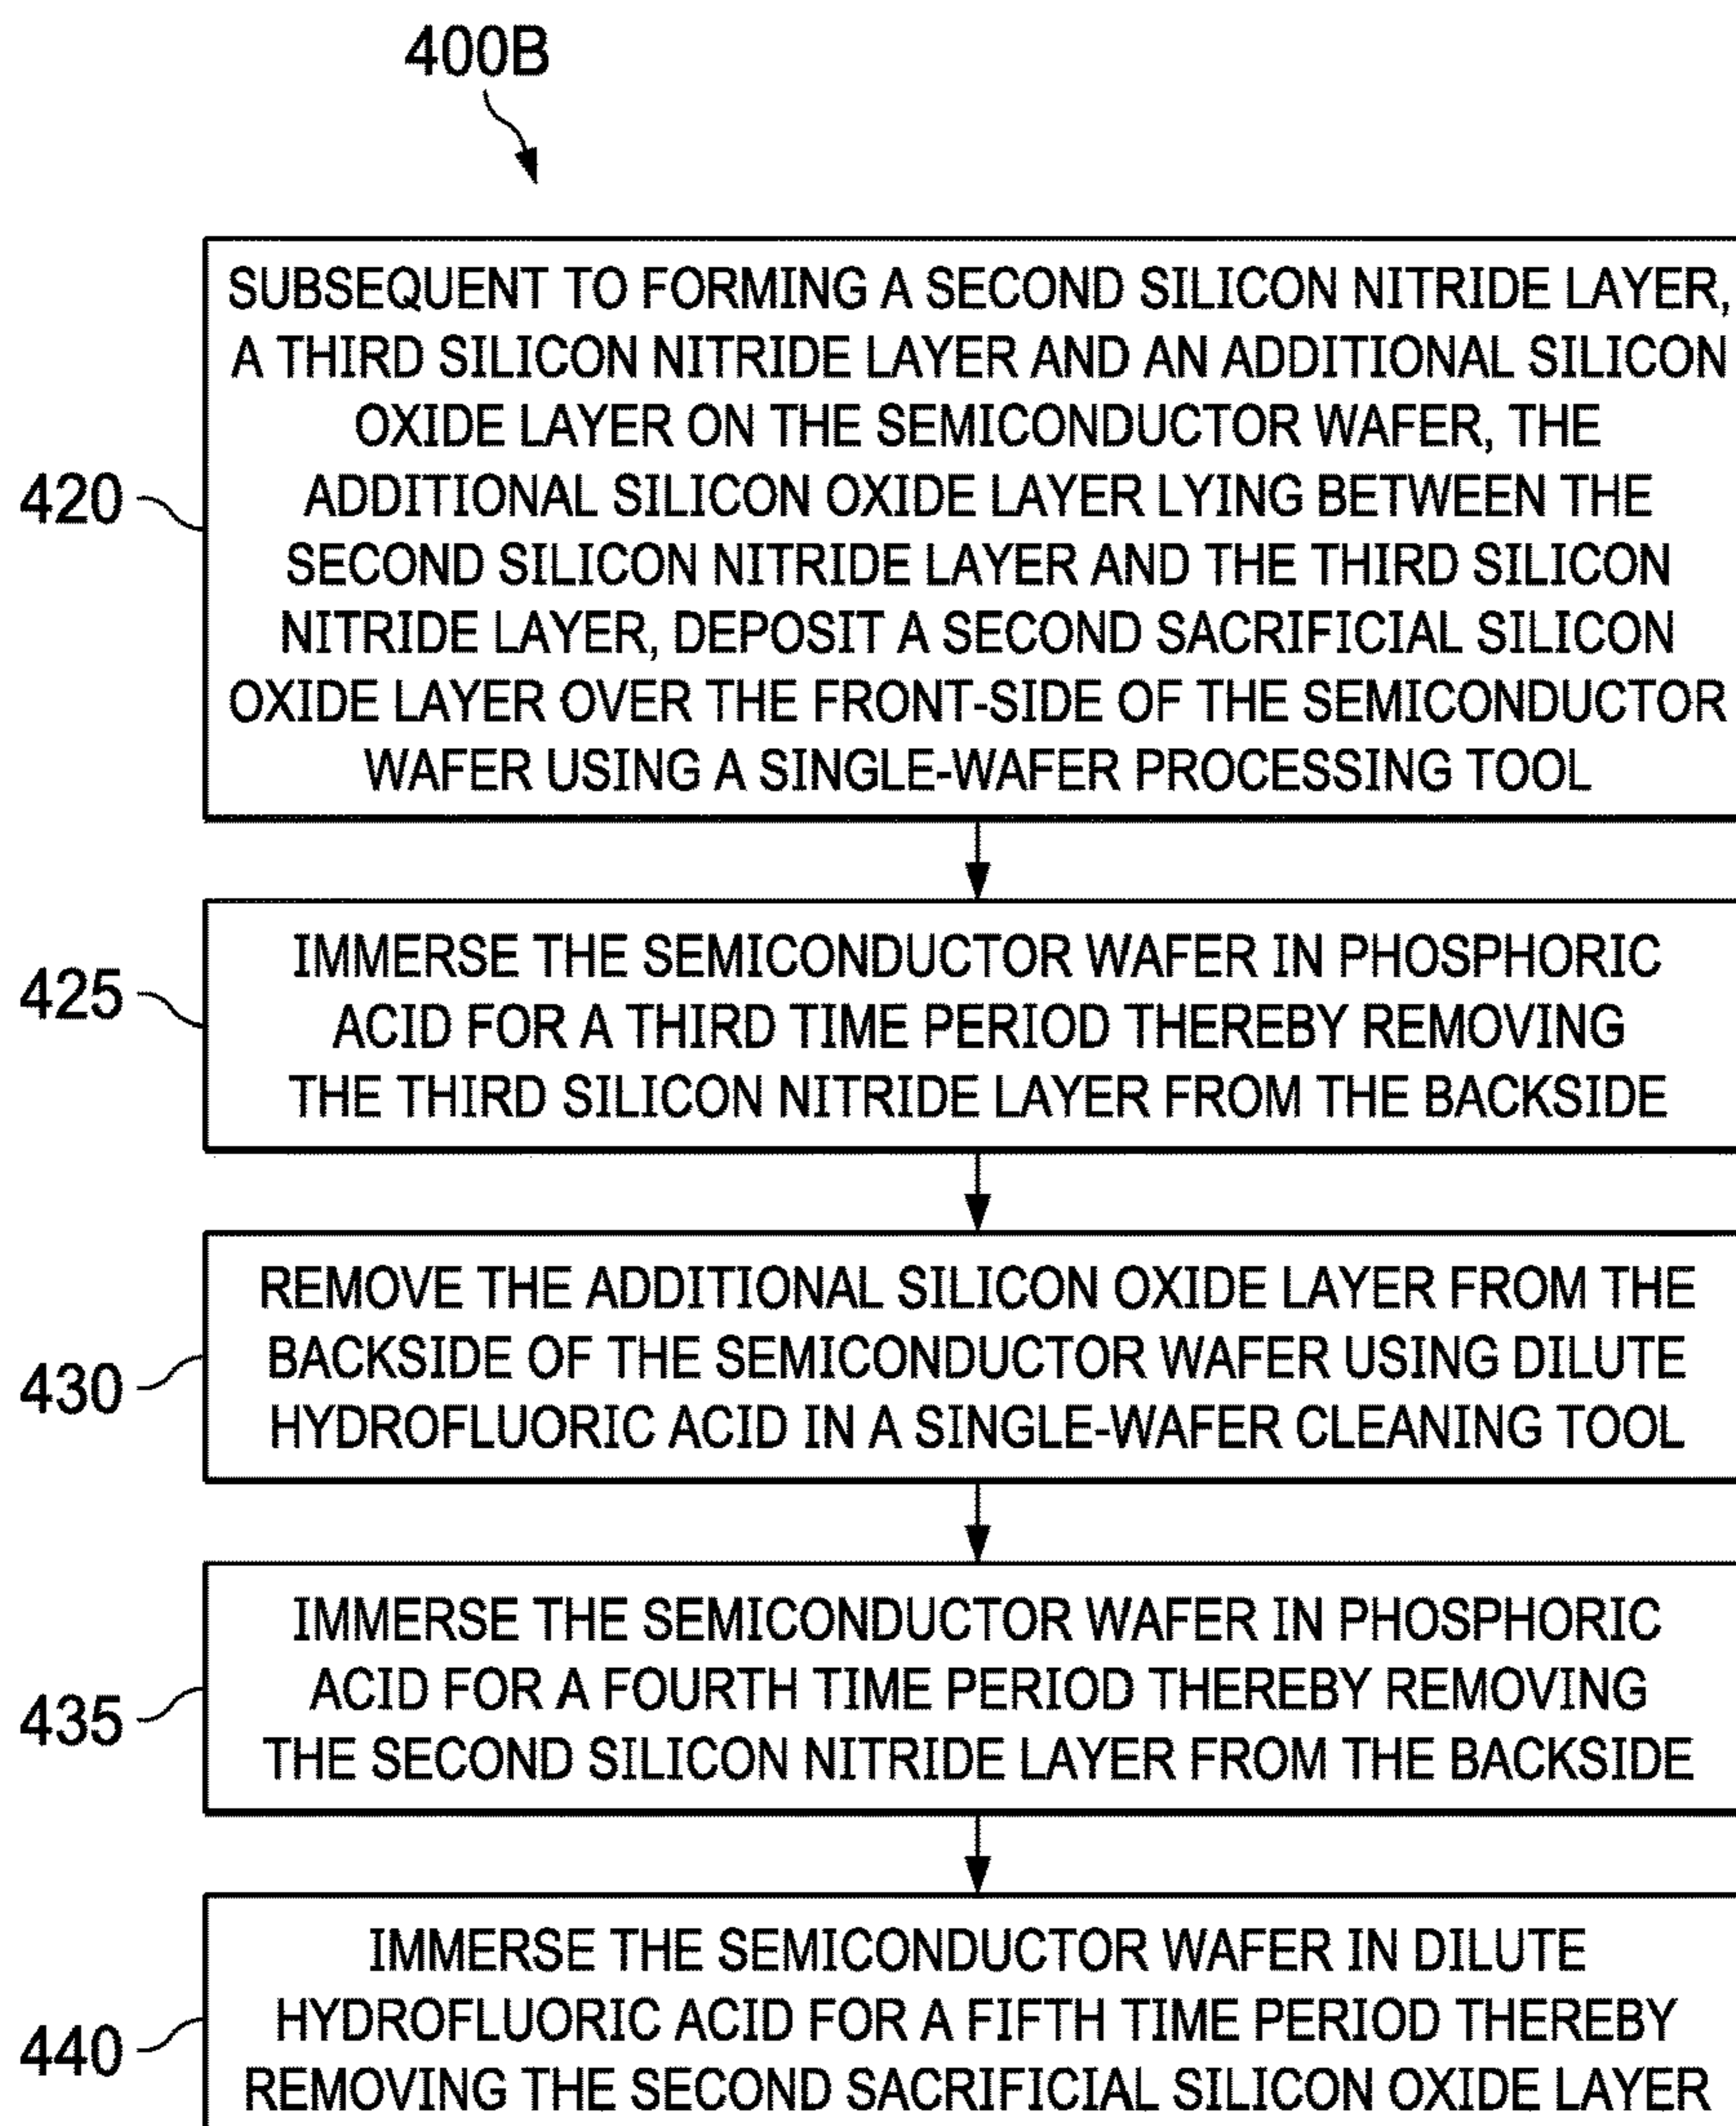 400B
SUBSEQUENT TO FORMING A SECOND SILICON NITRIDE LAYER,
A THIRD SILICON NITRIDE LAYER AND AN ADDITIONAL SILICON
OXIDE LAYER ON THE SEMICONDUCTOR WAFER, THE
ADDITIONAL SILICON OXIDE LAYER LYING BETWEEN THE
SECOND SILICON NITRIDE LAYER AND THE THIRD SILICON
NITRIDE LAYER, DEPOSIT A SECOND SACRIFICIAL SILICON
OXIDE LAYER OVER THE FRONT-SIDE OF THE SEMICONDUCTOR
WAFER USING A SINGLE-WAFER PROCESSING TOOL
420
IMMERSE THE SEMICONDUCTOR WAFER IN PHOSPHORIC
ACID FOR A THIRD TIME PERIOD THEREBY REMOVING
THE THIRD SILICON NITRIDE LAYER FROM THE BACKSIDE
425
REMOVE THE ADDITIONAL SILICON OXIDE LAYER FROM THE
BACKSIDE OF THE SEMICONDUCTOR WAFER USING DILUTE
HYDROFLUORIC ACID IN A SINGLE-WAFER CLEANING TOOL
430
IMMERSE THE SEMICONDUCTOR WAFER IN PHOSPHORIC
ACID FOR A FOURTH TIME PERIOD THEREBY REMOVING
THE SECOND SILICON NITRIDE LAYER FROM THE BACKSIDE
435
IMMERSE THE SEMICONDUCTOR WAFER IN DILUTE
HYDROFLUORIC ACID FOR A FIFTH TIME PERIOD THEREBY
REMOVING THE SECOND SACRIFICIAL SILICON OXIDE LAYER
440